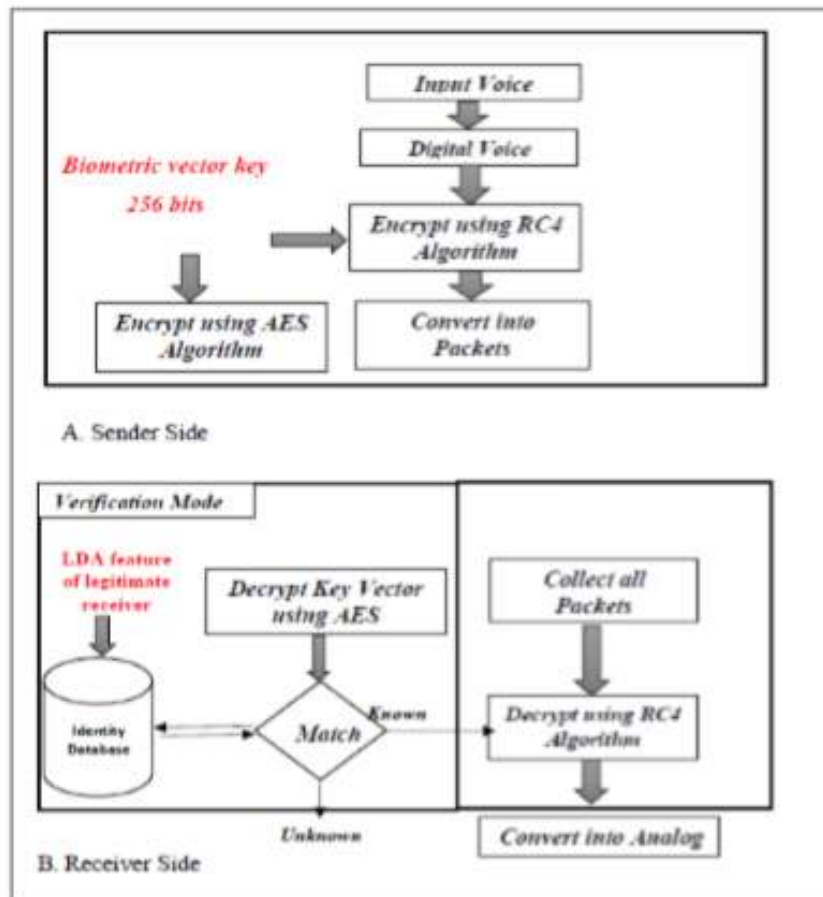 Input Voice
Digital Voice
Biometric vector key
256 bits
Encrypt using RC4
Algorithm
Encrypt using AES
Algorithm
Convert into
Packets
A. Sender Side
Verification Mode
LDA feature
of legitimate
receiver
Decrypt Key Vector
using AES
Collect all
Packets
Identity
Database
Match
Known
Decrypt using RC4
Algorithm
Unknown
Convert into Analog
B. Receiver Side